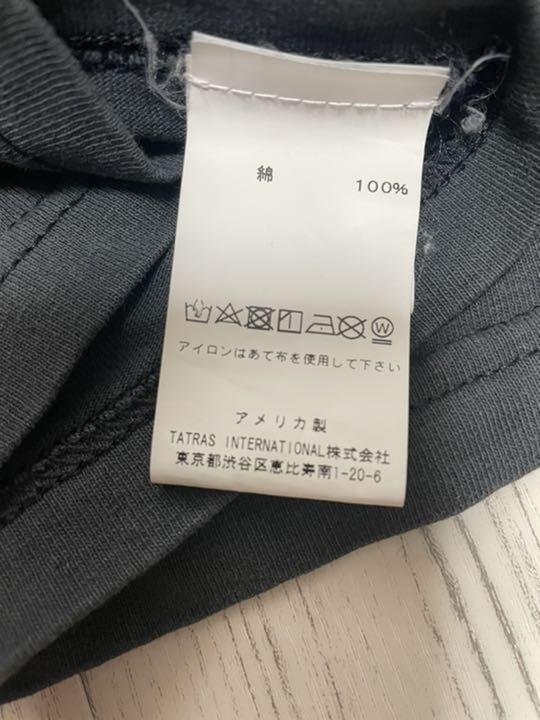 綿 100%
アイロンはあて布を使用して下さい
アメリカ製
TATRAS INTERNATIONAL株式会社
東京都渋谷区恵比寿南1-20-6